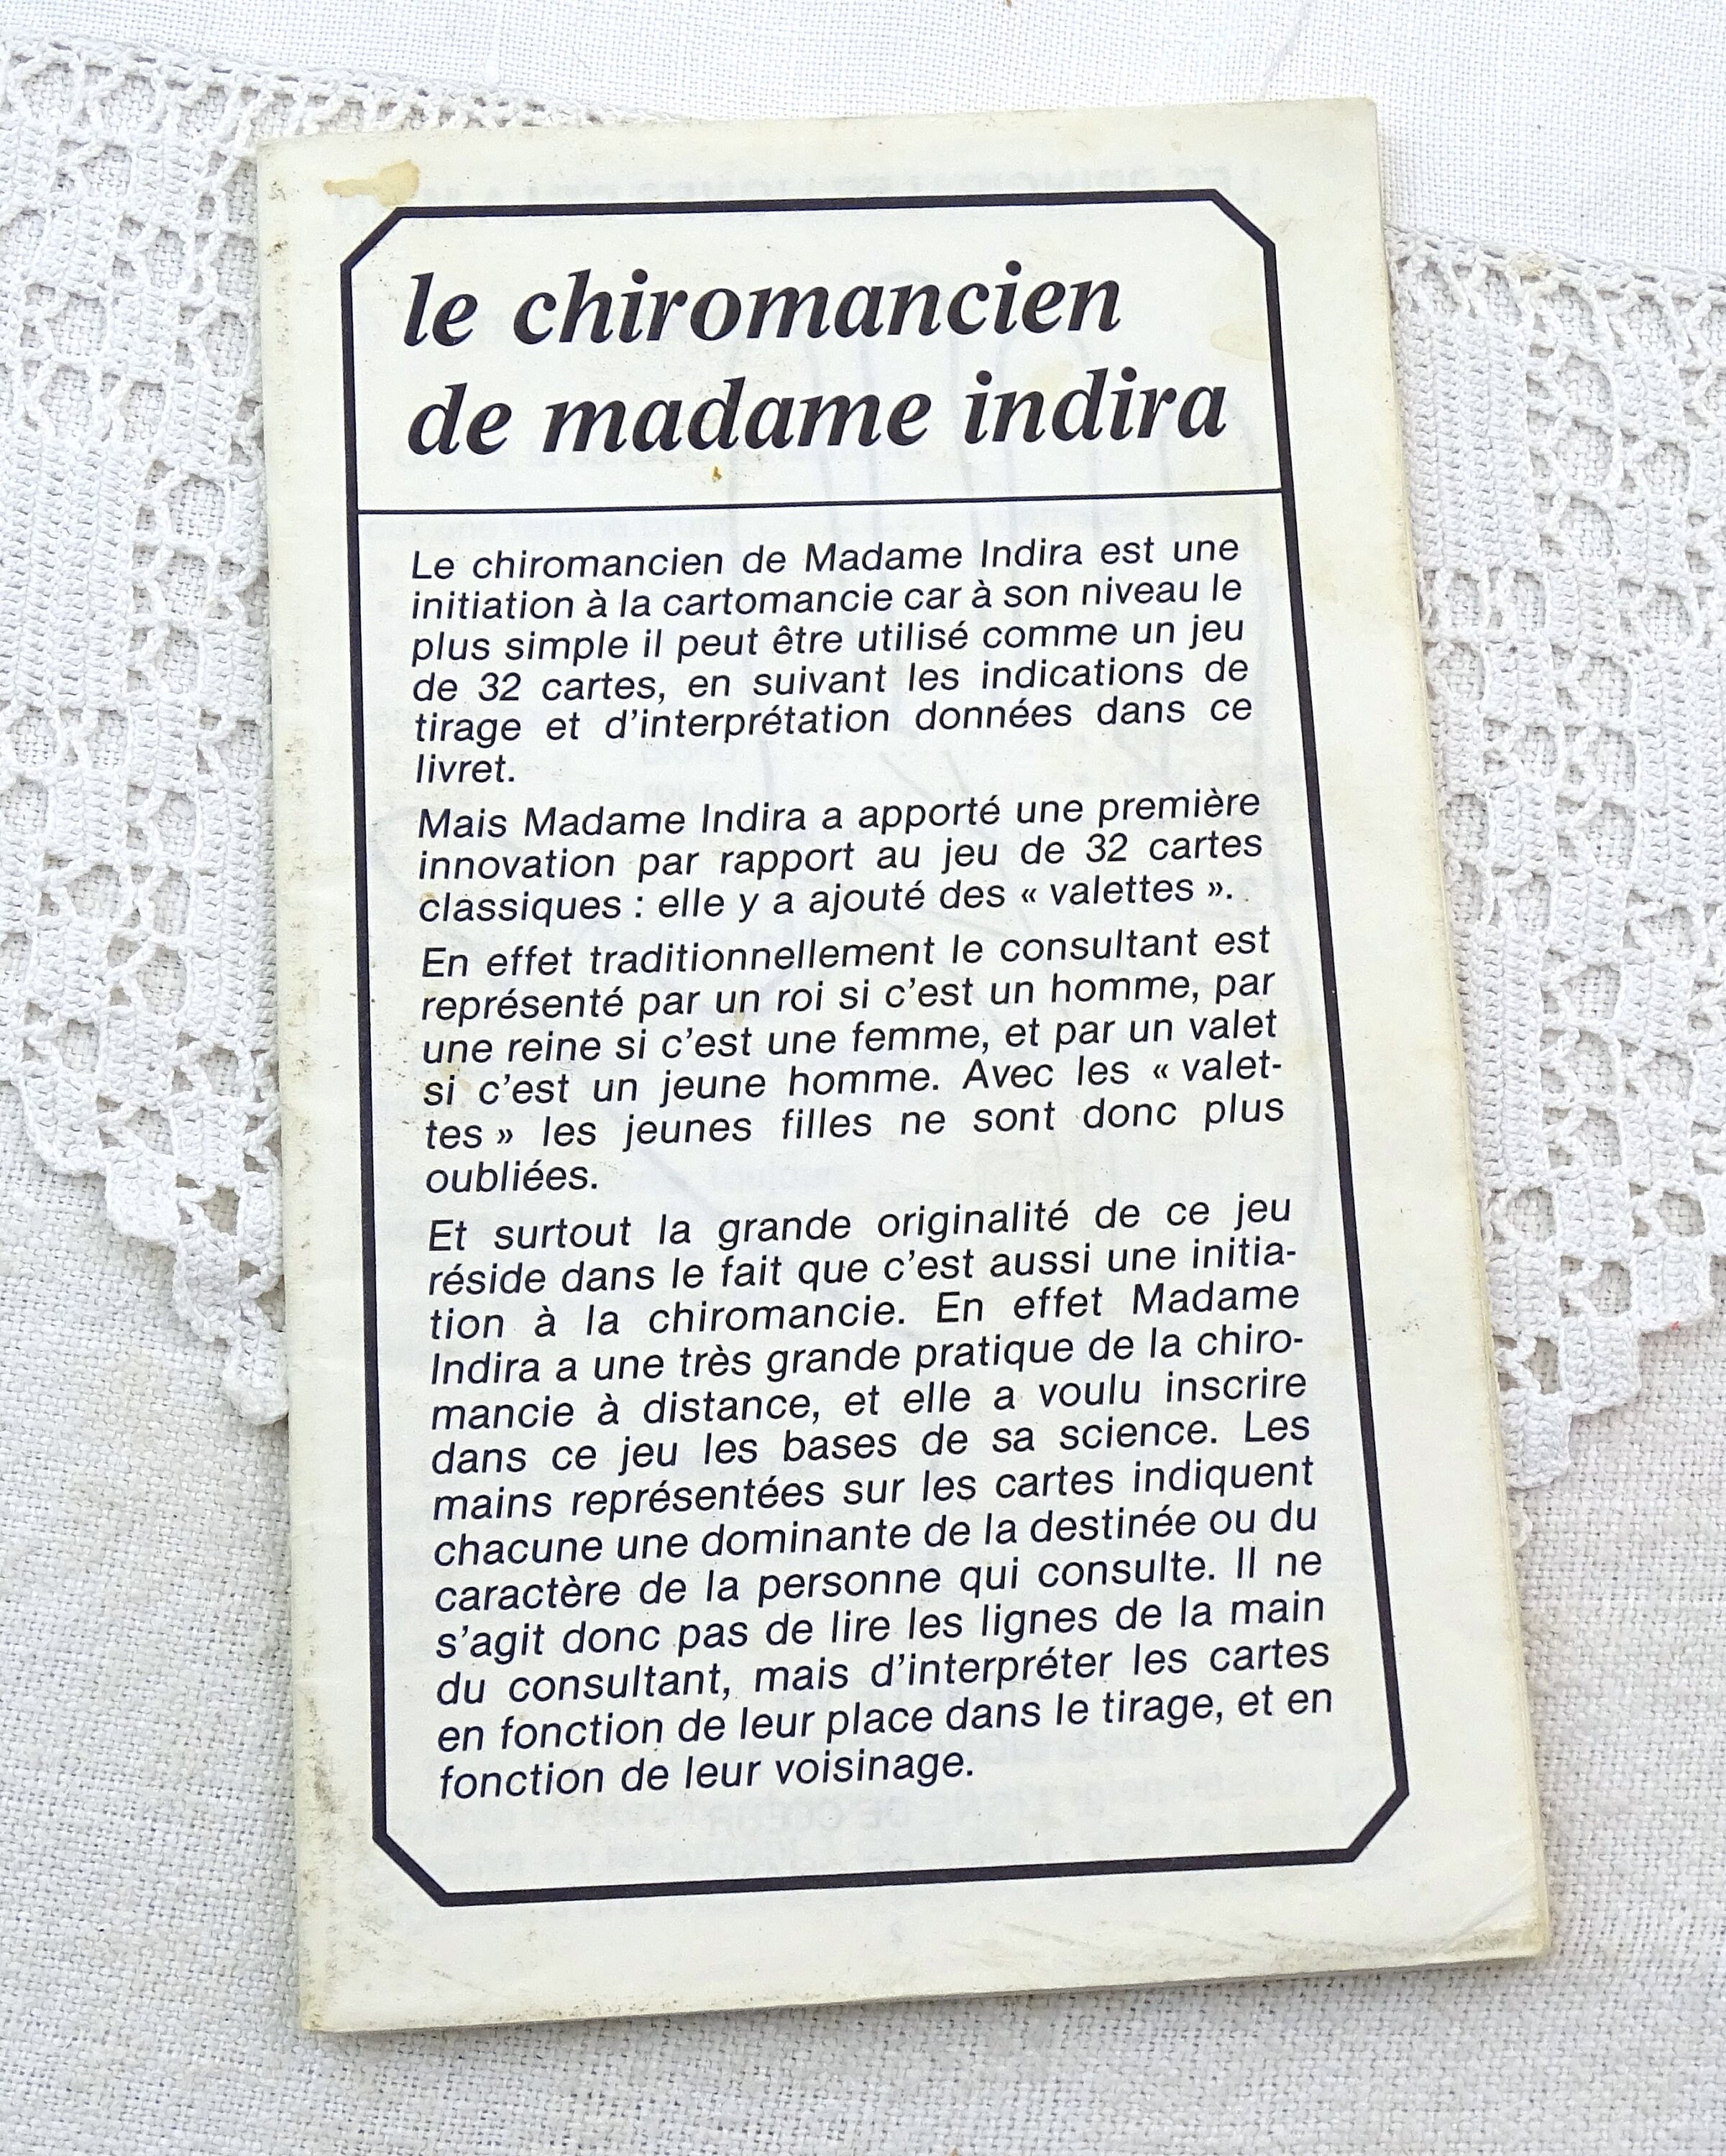 le chiromancien
de madame indira
Le chiromancien de Madame Indira est une
initiation à la cartomancie car à son niveau le
plus simple il peut être utilisé comme un jeu
de 32 cartes, en suivant les indications de
tirage et d'interprétation données dans ce
livret.
Mais Madame Indira a apporté une première
innovation par rapport au jeu de 32 cartes
classiques : elle y a ajouté des « valettes ».
En effet traditionnellement le consultant est
représenté par un roi si c'est un homme, par
une reine si c'est une femme, et par un valet
si c'est un jeune homme. Avec les « valet-
tes » les jeunes filles ne sont donc plus
oubliées.
Et surtout la grande originalité de ce jeu
réside dans le fait que c'est aussi une initia-
tion à la chiromancie. En effet Madame
Indira a une très grande pratique de la chiro-
mancie à distance, et elle a voulu inscrire
dans ce jeu les bases de sa science. Les
mains représentées sur les cartes indiquent
chacune une dominante de la destinée ou du
caractère de la personne qui consulte. Il ne
s'agit donc pas de lire les lignes de la main
du consultant, mais d'interpréter les cartes
en fonction de leur place dans le tirage, et en
fonction de leur voisinage.